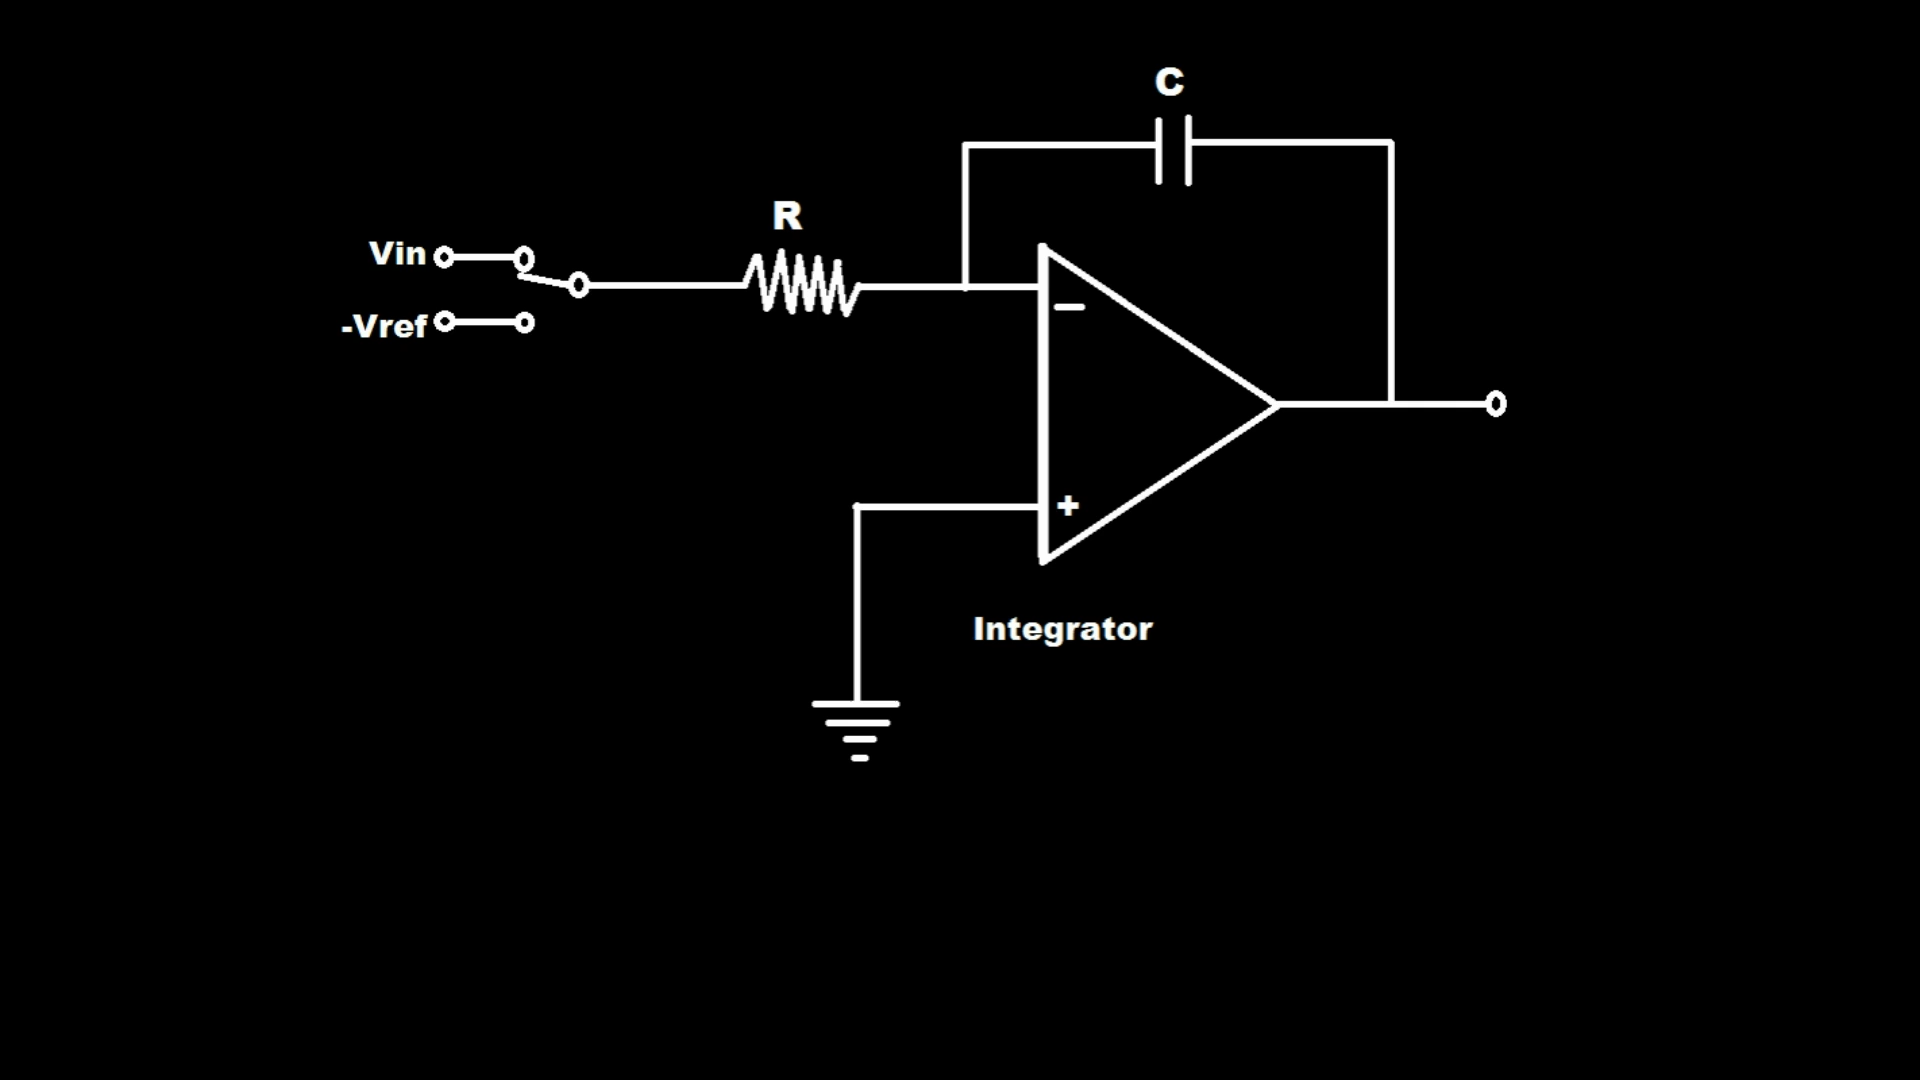 C
R
Vin
-Vref
−
+
Integrator